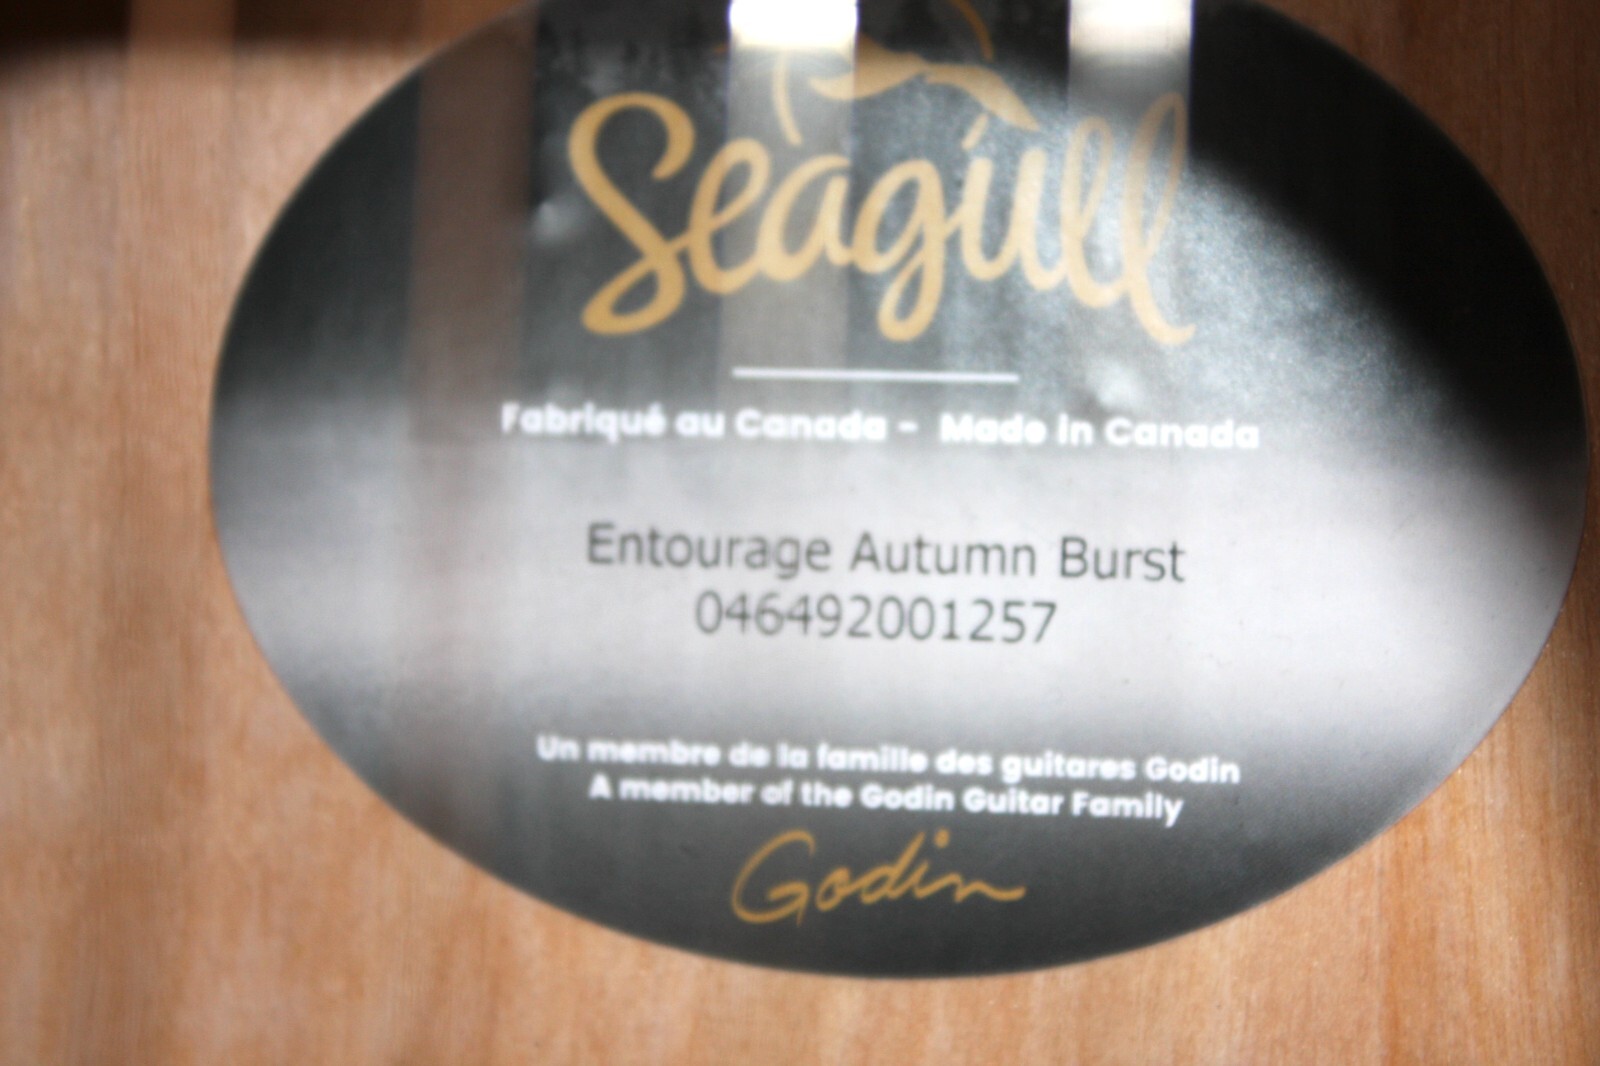 Seagull
Fabriqué au Canada - Made in Canada
Entourage Autumn Burst
046492001257
Un membre de la famille des guitares Godin
A member of the Godin Guitar Family
Godin